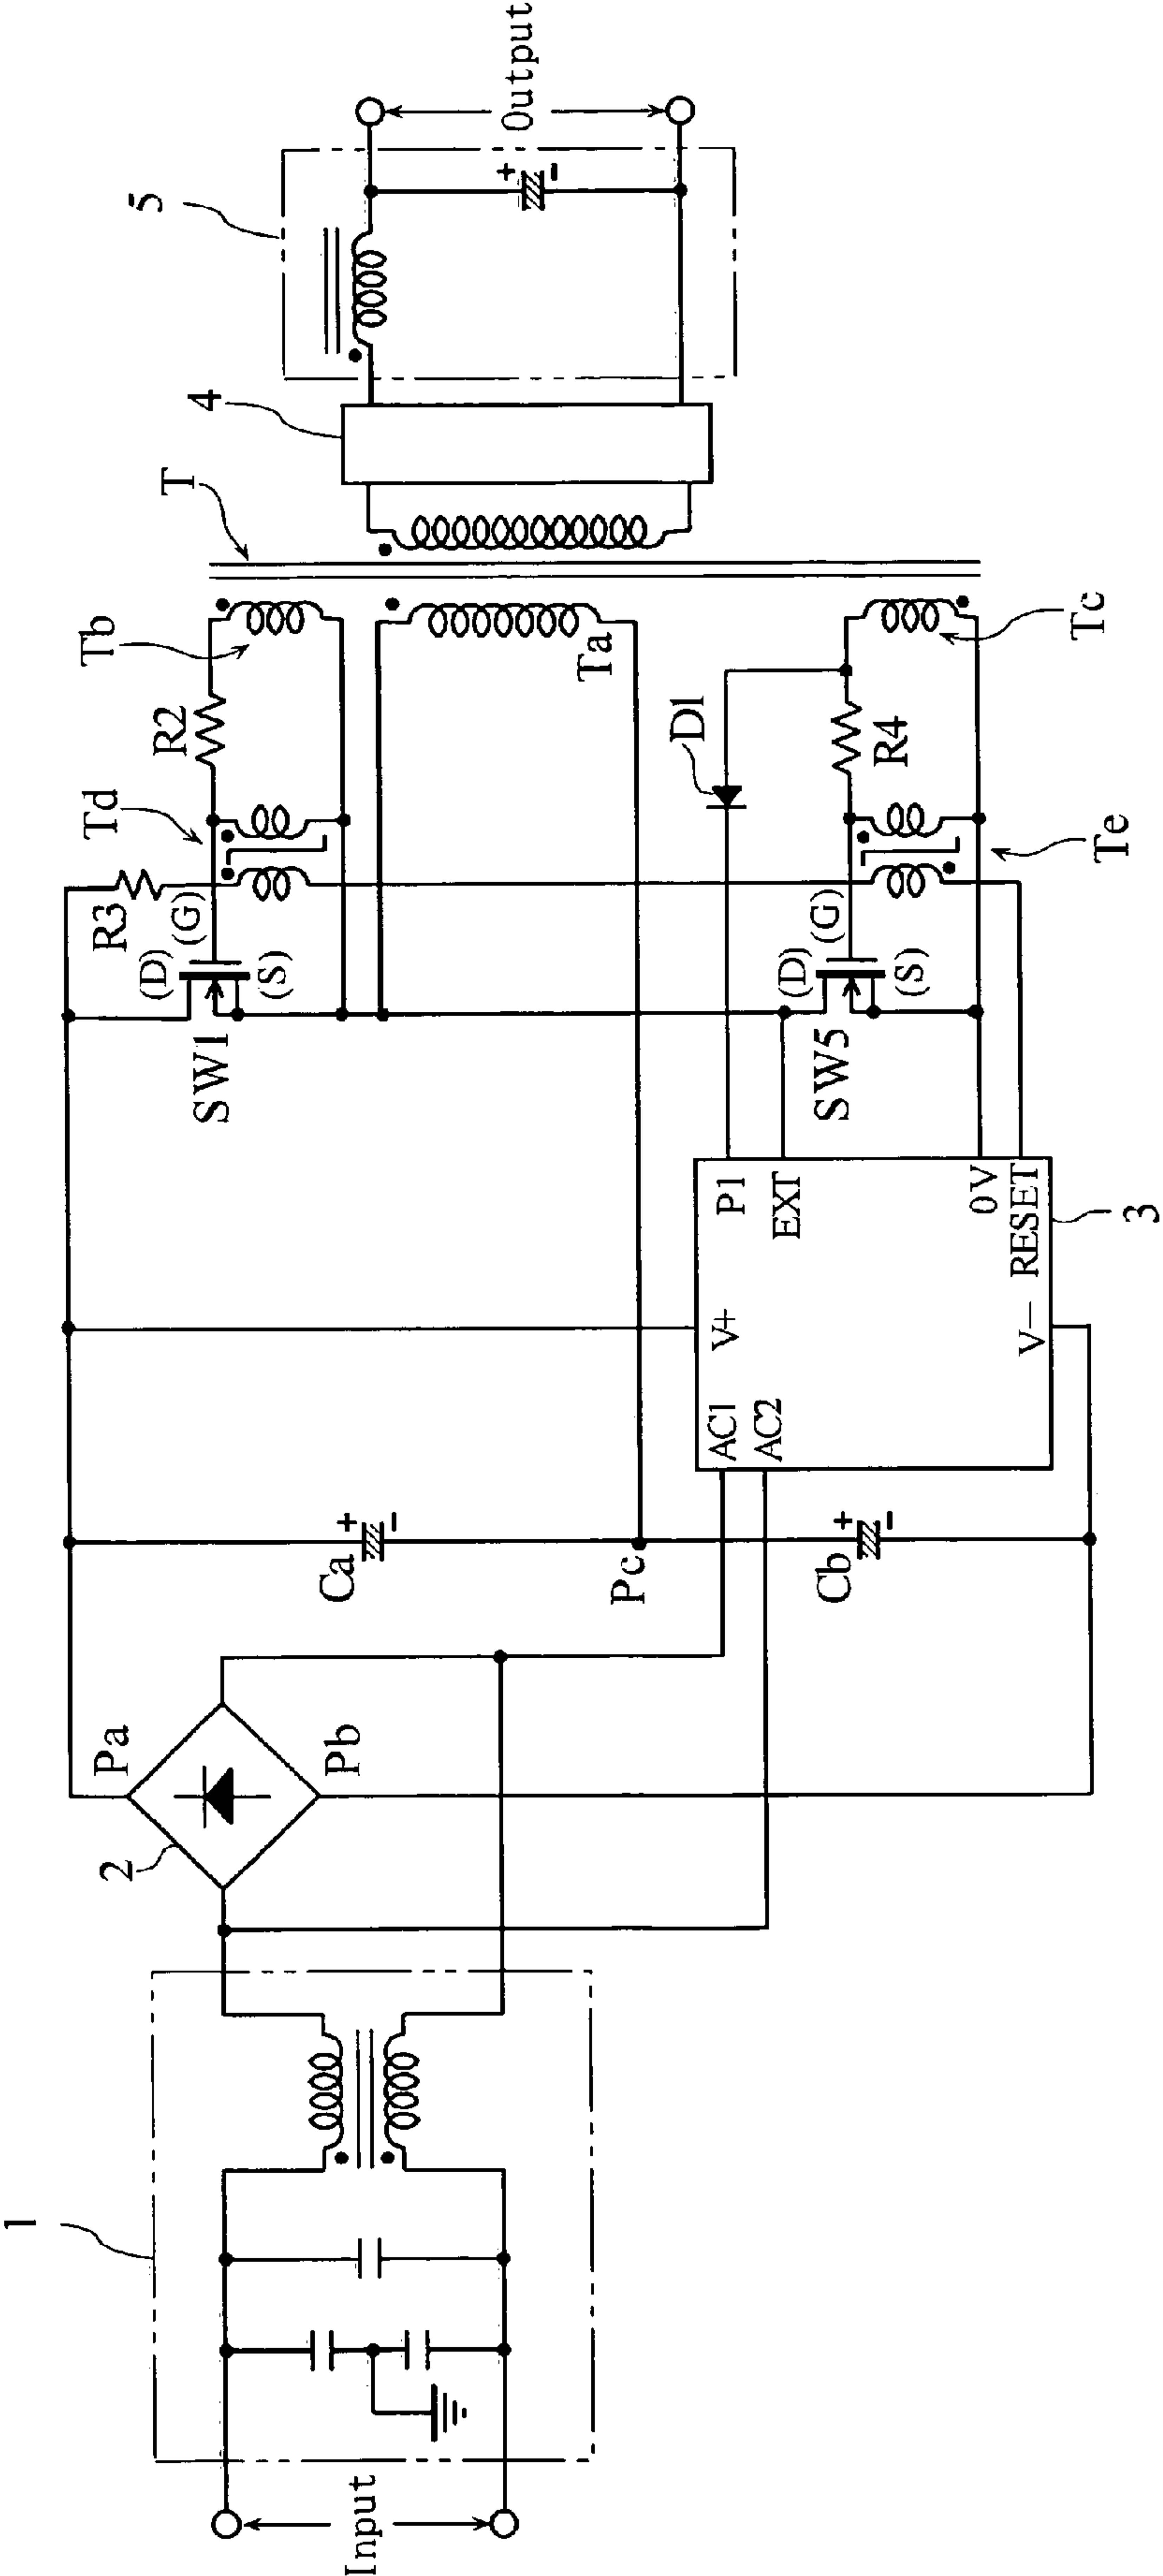 1
Input
2
Pa
Pb
Ca
+
-
Pc
Cb
+
-
AC1
AC2
V+
V-
P1
EXT
0V
RESET
3
SW1
(D)
(G)
(S)
R3
Td
R2
Tb
Ta
T
SW5
(D)
(G)
(S)
D1
R4
Te
Tc
4
5
+
-
Output